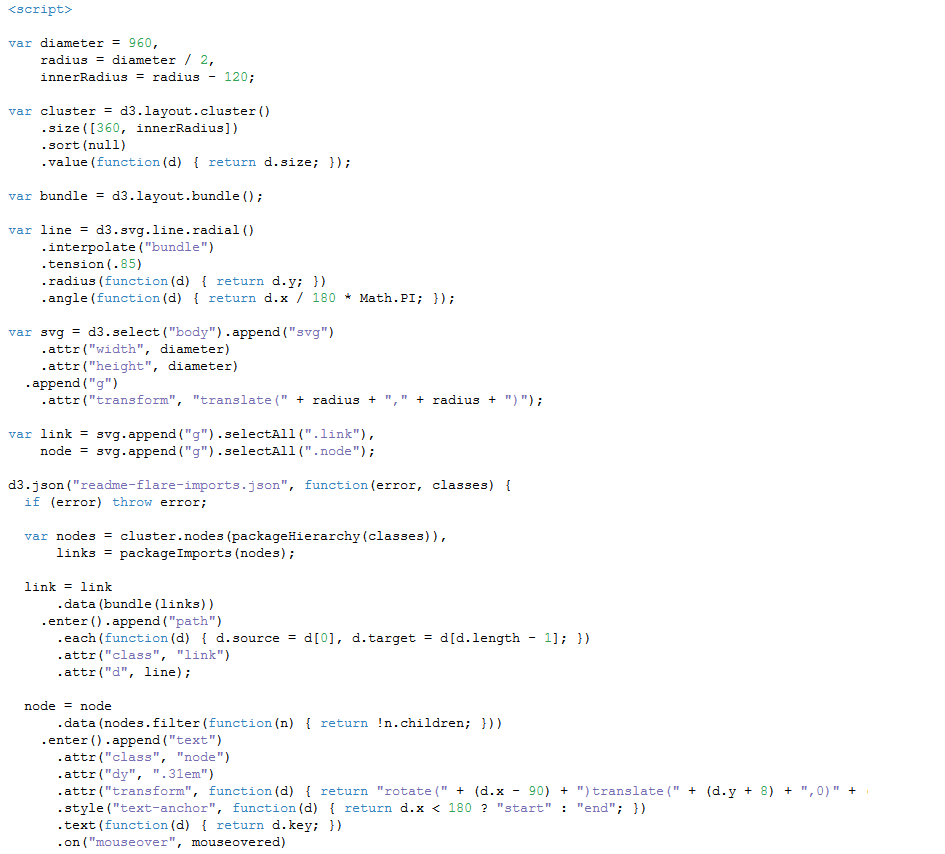 <script>
var diameter = 960,
    radius = diameter / 2,
    innerRadius = radius - 120;
var cluster = d3.layout.cluster()
    .size([360, innerRadius])
    .sort(null)
    .value(function(d) { return d.size; });
var bundle = d3.layout.bundle();
var line = d3.svg.line.radial()
    .interpolate("bundle")
    .tension(.85)
    .radius(function(d) { return d.y; })
    .angle(function(d) { return d.x / 180 * Math.PI; });
var svg = d3.select("body").append("svg")
    .attr("width", diameter)
    .attr("height", diameter)
  .append("g")
    .attr("transform", "translate(" + radius + "," + radius + ")");
var link = svg.append("g").selectAll(".link"),
    node = svg.append("g").selectAll(".node");
d3.json("readme-flare-imports.json", function(error, classes) {
  if (error) throw error;
  var nodes = cluster.nodes(packageHierarchy(classes)),
      links = packageImports(nodes);
  link = link
      .data(bundle(links))
    .enter().append("path")
      .each(function(d) { d.source = d[0], d.target = d[d.length - 1]; })
      .attr("class", "link")
      .attr("d", line);
  node = node
      .data(nodes.filter(function(n) { return !n.children; }))
    .enter().append("text")
      .attr("class", "node")
      .attr("dy", ".31em")
      .attr("transform", function(d) { return "rotate(" + (d.x - 90) + ")translate(" + (d.y + 8) + ",0)" + (
      .style("text-anchor", function(d) { return d.x < 180 ? "start" : "end"; })
      .text(function(d) { return d.key; })
      .on("mouseover", mouseovered)